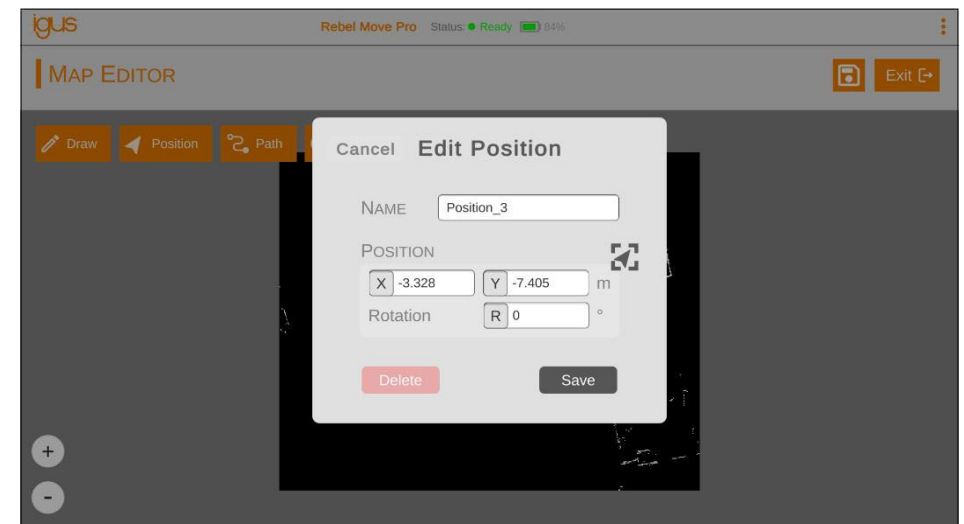 igus
Rebel Move Pro Status: Ready 84%
MAP EDITOR
Exit
Draw Position Path
Cancel Edit Position
NAME Position_3
POSITION
X -3.328 Y -7.405 m
Rotation R 0 °
Delete Save
+
-